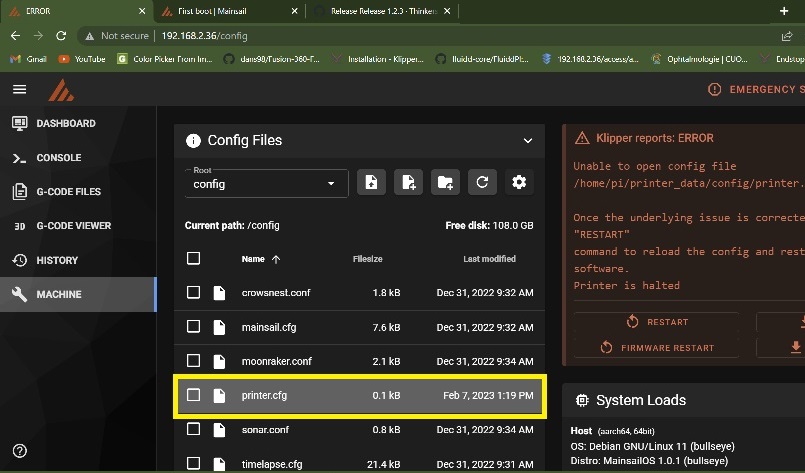 ERROR
First boot | Mainsail
Release Release 1.2.3 · Thinker
Not secure 192.168.2.36/config
Gmail YouTube Color Picker From Im... dans98/Fusion-360-F... Installation - Klipper... fluidd-core/FluiddPI:... 192.168.2.36/access/a... Ophtalmologie | CUO... Endstop
EMERGENCY S
DASHBOARD
CONSOLE
G-CODE FILES
3D G-CODE VIEWER
HISTORY
MACHINE
Config Files
Root
config
Current path: /config Free disk: 108.0 GB
Name Filesize Last modified
crowsnest.conf 1.8 kB Dec 31, 2022 9:32 AM
mainsail.cfg 7.6 kB Dec 31, 2022 9:32 AM
moonraker.conf 2.1 kB Dec 31, 2022 9:34 AM
printer.cfg 0.1 kB Feb 7, 2023 1:19 PM
sonar.conf 0.8 kB Dec 31, 2022 9:34 AM
timelapse.cfg 21.4 kB Dec 31, 2022 9:34 AM
Klipper reports: ERROR
Unable to open config file
/home/pi/printer_data/config/printer.
Once the underlying issue is correcte
"RESTART"
command to reload the config and rest
software.
Printer is halted
RESTART
FIRMWARE RESTART
System Loads
Host (aarch64, 64bit)
OS: Debian GNU/Linux 11 (bullseye)
Distro: MainsailOS 1.0.1 (bullseye)